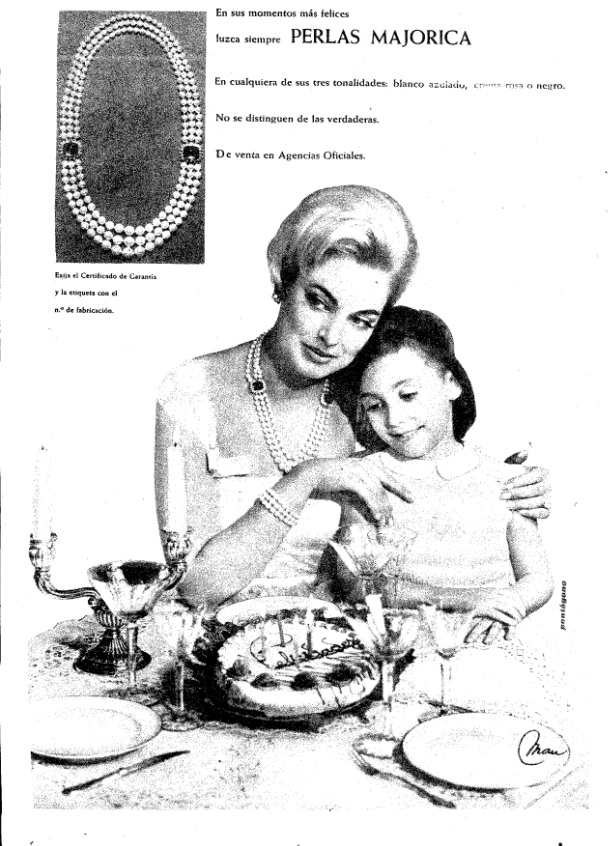 En sus momentos más felices
luzca siempre PERLAS MAJORICA
En cualquiera de sus tres tonalidades: blanco azulado, crema rosa o negro.
No se distinguen de las verdaderas.
De venta en Agencias Oficiales.
Exija el Certificado de Garantía
y la etiqueta con el
n.º de fabricación.
pentágono